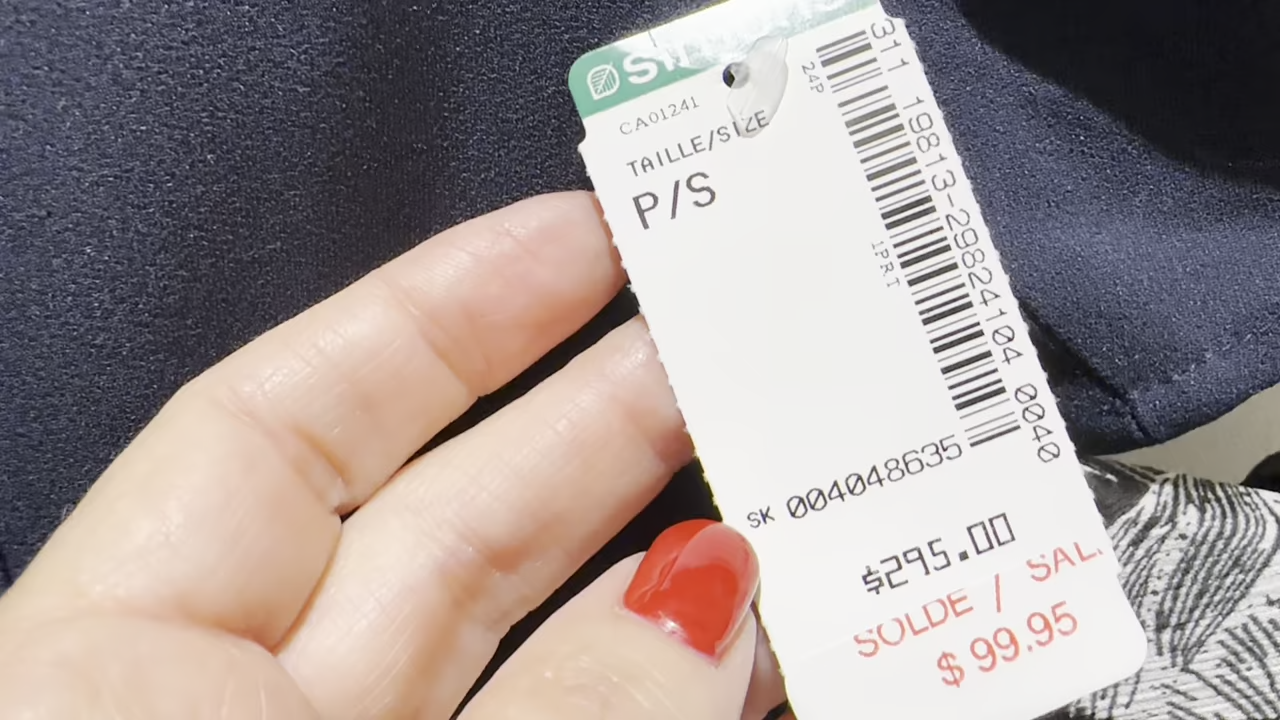 CA01241
TAILLE/SIZE
P/S
24P
311 19813-29824104 0040
1PRT
SK 004048635
$295.00
SOLDE / SAL.
$99.95